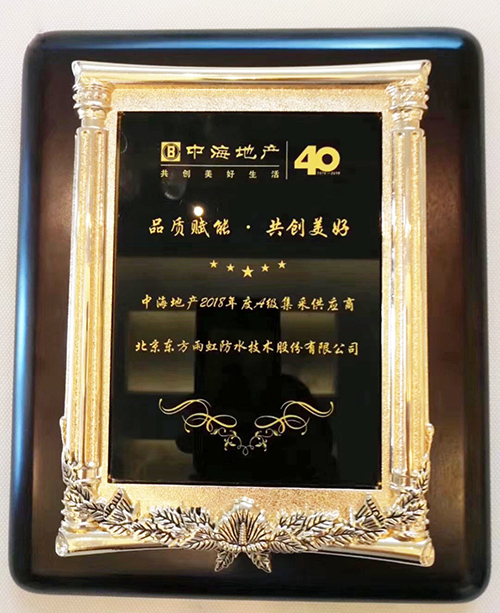 中海地产
共创美好生活
40
1979-2019
品质赋能·共创美好
中海地产2018年度A级集采供应商
北京东方雨虹防水技术股份有限公司